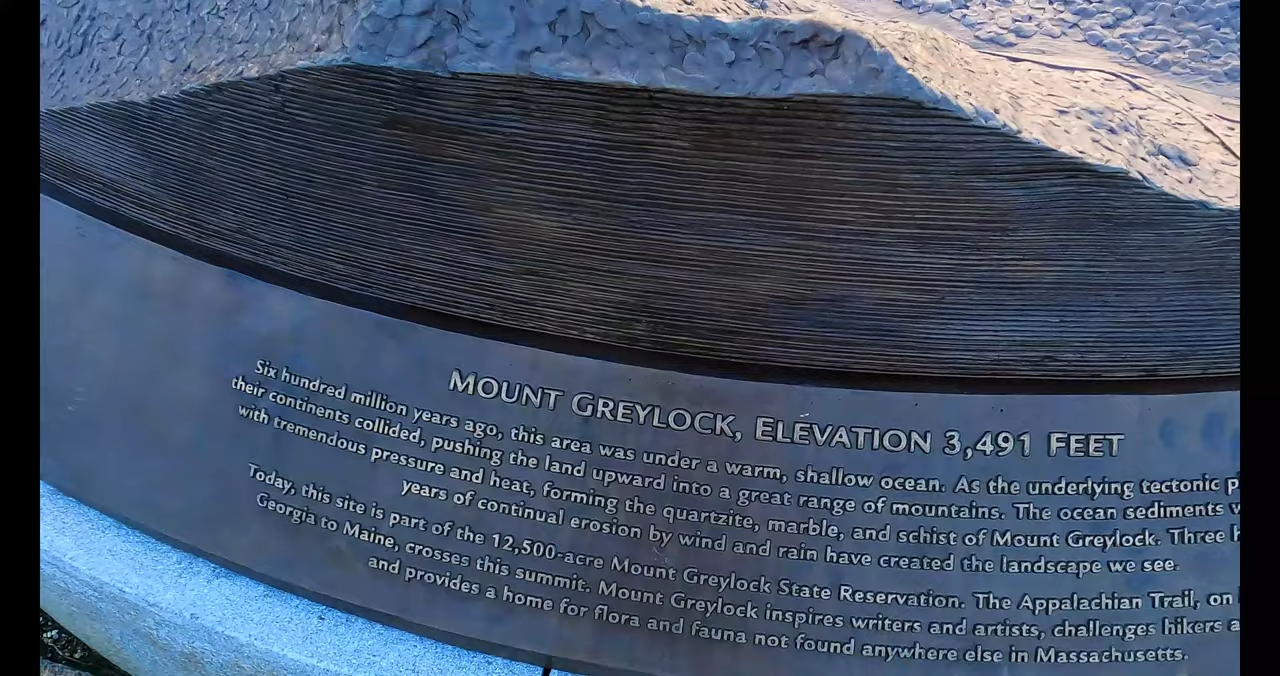 MOUNT GREYLOCK, ELEVATION 3,491 FEET
Six hundred million years ago, this area was under a warm, shallow ocean. As the underlying tectonic
their continents collided, pushing the land upward into a great range of mountains. The ocean sediments
with tremendous pressure and heat, forming the quartzite, marble, and schist of Mount Greylock. Three
years of continual erosion by wind and rain have created the landscape we see.
Today, this site is part of the 12,500-acre Mount Greylock State Reservation. The Appalachian Trail, on
Georgia to Maine, crosses this summit. Mount Greylock inspires writers and artists, challenges hikers
and provides a home for flora and fauna not found anywhere else in Massachusetts.